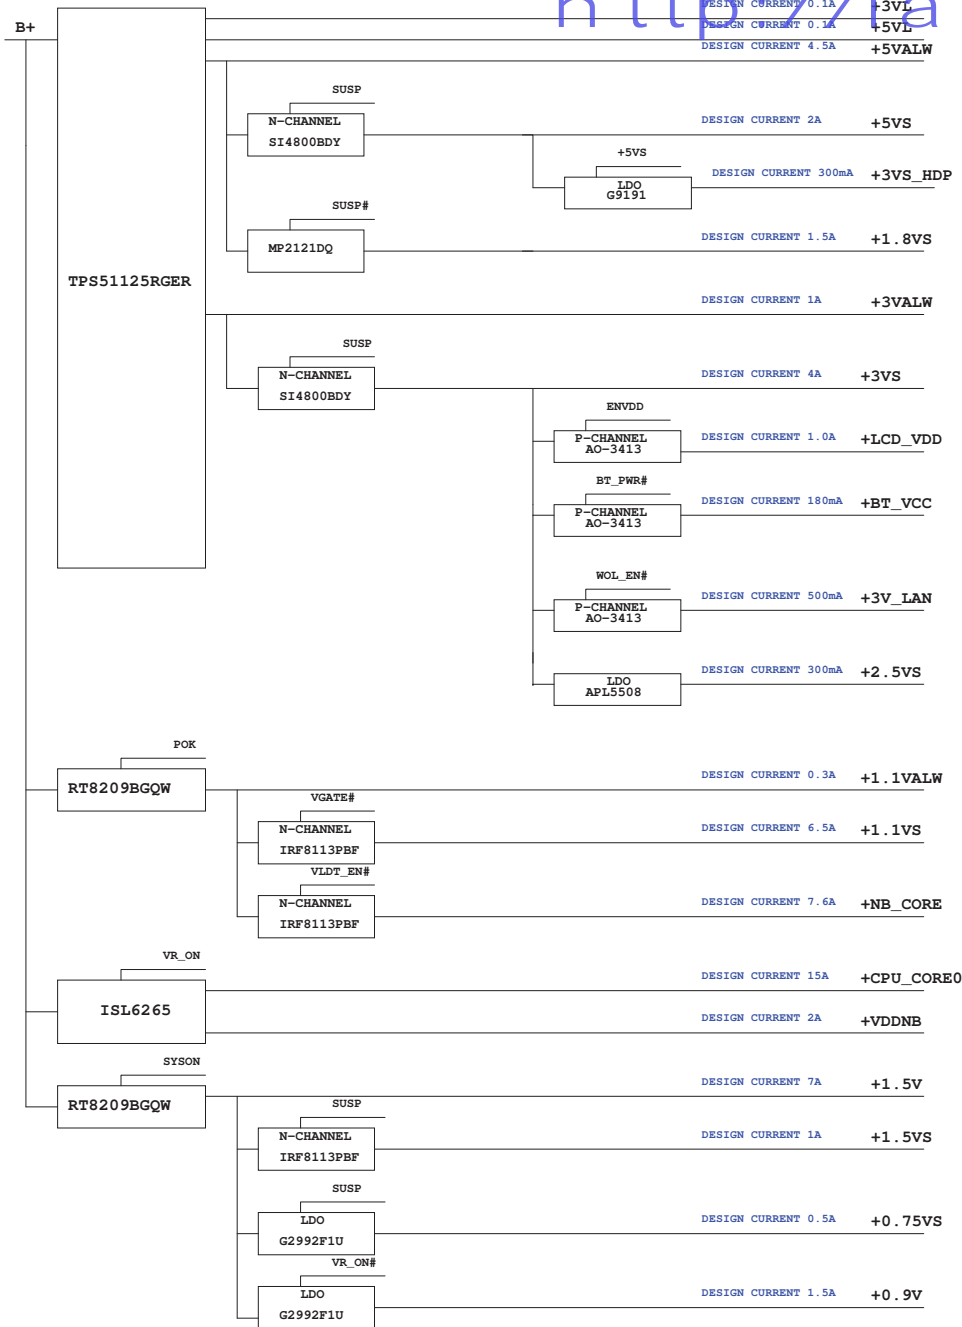 http://la
DESIGN CURRENT 0.1A +3VL
B+
DESIGN CURRENT 0.1A +5VL
DESIGN CURRENT 4.5A +5VALW
SUSP
N-CHANNEL
SI4800BDY
DESIGN CURRENT 2A +5VS
+5VS
LDO
G9191
DESIGN CURRENT 300mA +3VS_HDP
SUSP#
MP2121DQ
DESIGN CURRENT 1.5A +1.8VS
TPS51125RGER
DESIGN CURRENT 1A +3VALW
SUSP
N-CHANNEL
SI4800BDY
DESIGN CURRENT 4A +3VS
ENVDD
P-CHANNEL
AO-3413
DESIGN CURRENT 1.0A +LCD_VDD
BT_PWR#
P-CHANNEL
AO-3413
DESIGN CURRENT 180mA +BT_VCC
WOL_EN#
P-CHANNEL
AO-3413
DESIGN CURRENT 500mA +3V_LAN
LDO
APL5508
DESIGN CURRENT 300mA +2.5VS
POK
RT8209BGQW
DESIGN CURRENT 0.3A +1.1VALW
VGATE#
N-CHANNEL
IRF8113PBF
DESIGN CURRENT 6.5A +1.1VS
VLDT_EN#
N-CHANNEL
IRF8113PBF
DESIGN CURRENT 7.6A +NB_CORE
VR_ON
ISL6265
DESIGN CURRENT 15A +CPU_CORE0
DESIGN CURRENT 2A +VDDNB
SYSON
RT8209BGQW
DESIGN CURRENT 7A +1.5V
SUSP
N-CHANNEL
IRF8113PBF
DESIGN CURRENT 1A +1.5VS
SUSP
LDO
G2992F1U
DESIGN CURRENT 0.5A +0.75VS
VR_ON#
LDO
G2992F1U
DESIGN CURRENT 1.5A +0.9V